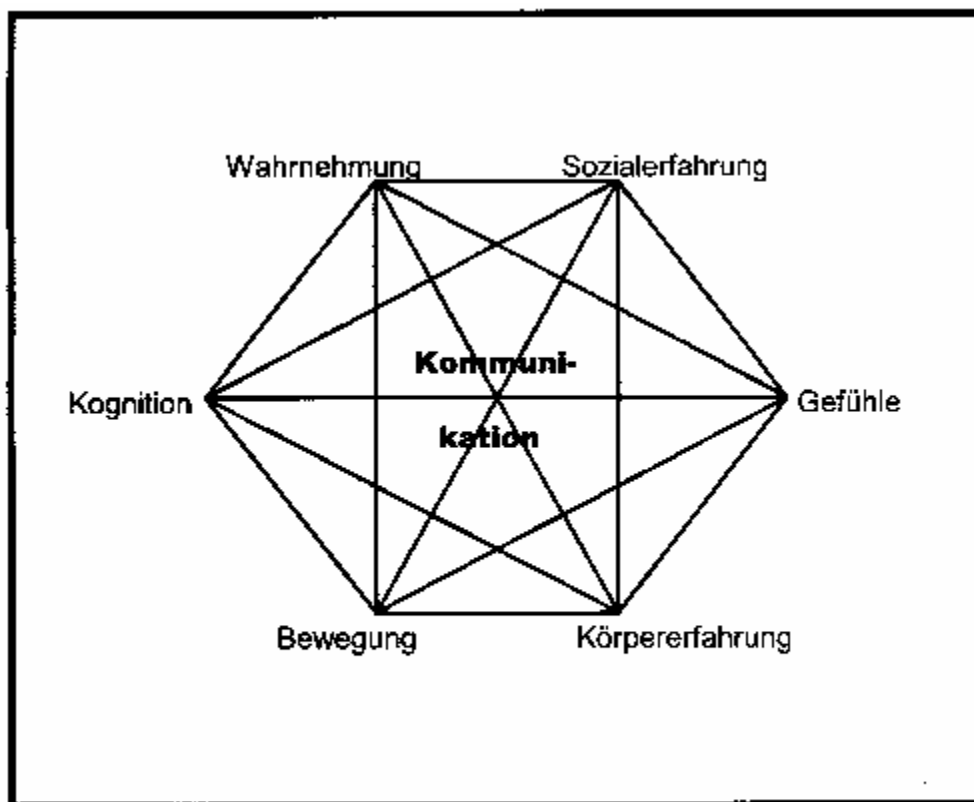 Wahrnehmung
Sozialerfahrung
Kommuni-
Kognition
Gefühle
kation
Bewegung
Körpererfahrung